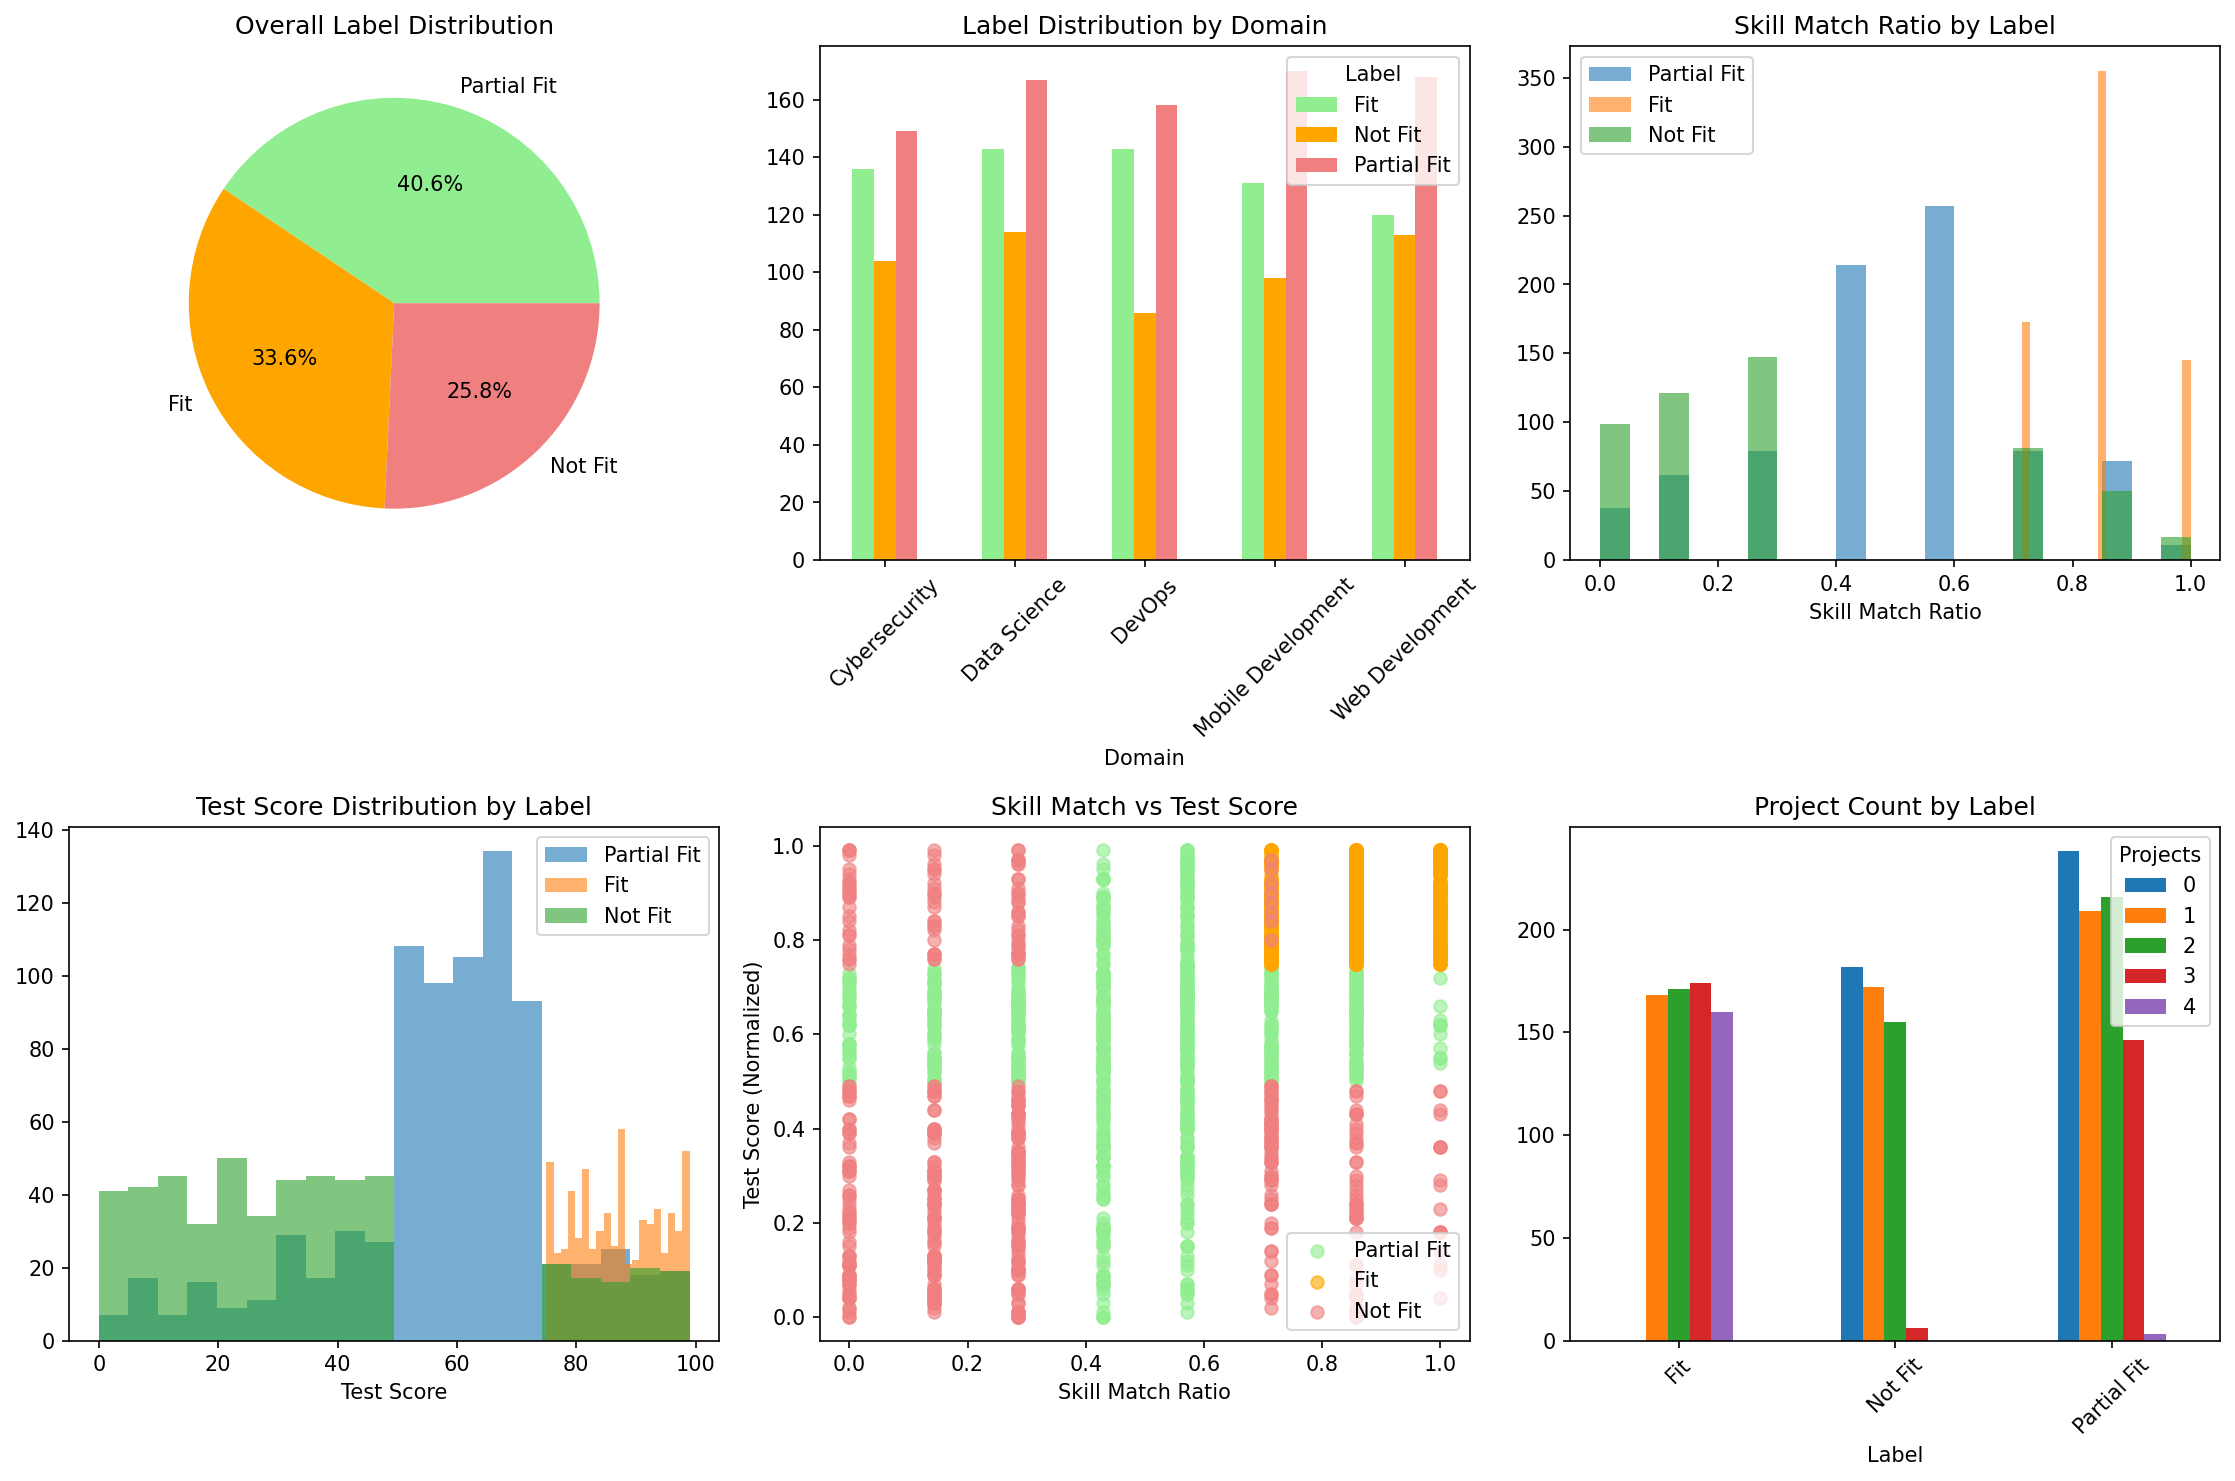 Overall Label Distribution
Partial Fit
40.6%
33.6%
25.8%
Fit
Not Fit
Label Distribution by Domain
Label
Fit
Not Fit
Partial Fit
160
140
120
100
80
60
40
20
0
Cybersecurity
Data Science
DevOps
Mobile Development
Web Development
Domain
Skill Match Ratio by Label
Partial Fit
Fit
Not Fit
350
300
250
200
150
100
50
0
0.0 0.2 0.4 0.6 0.8 1.0
Skill Match Ratio
Test Score Distribution by Label
Partial Fit
Fit
Not Fit
140
120
100
80
60
40
20
0
0 20 40 60 80 100
Test Score
Skill Match vs Test Score
Test Score (Normalized)
1.0
0.8
0.6
0.4
0.2
0.0
Partial Fit
Fit
Not Fit
0.0 0.2 0.4 0.6 0.8 1.0
Skill Match Ratio
Project Count by Label
Projects
0
1
2
3
4
200
150
100
50
0
Fit
Not Fit
Partial Fit
Label